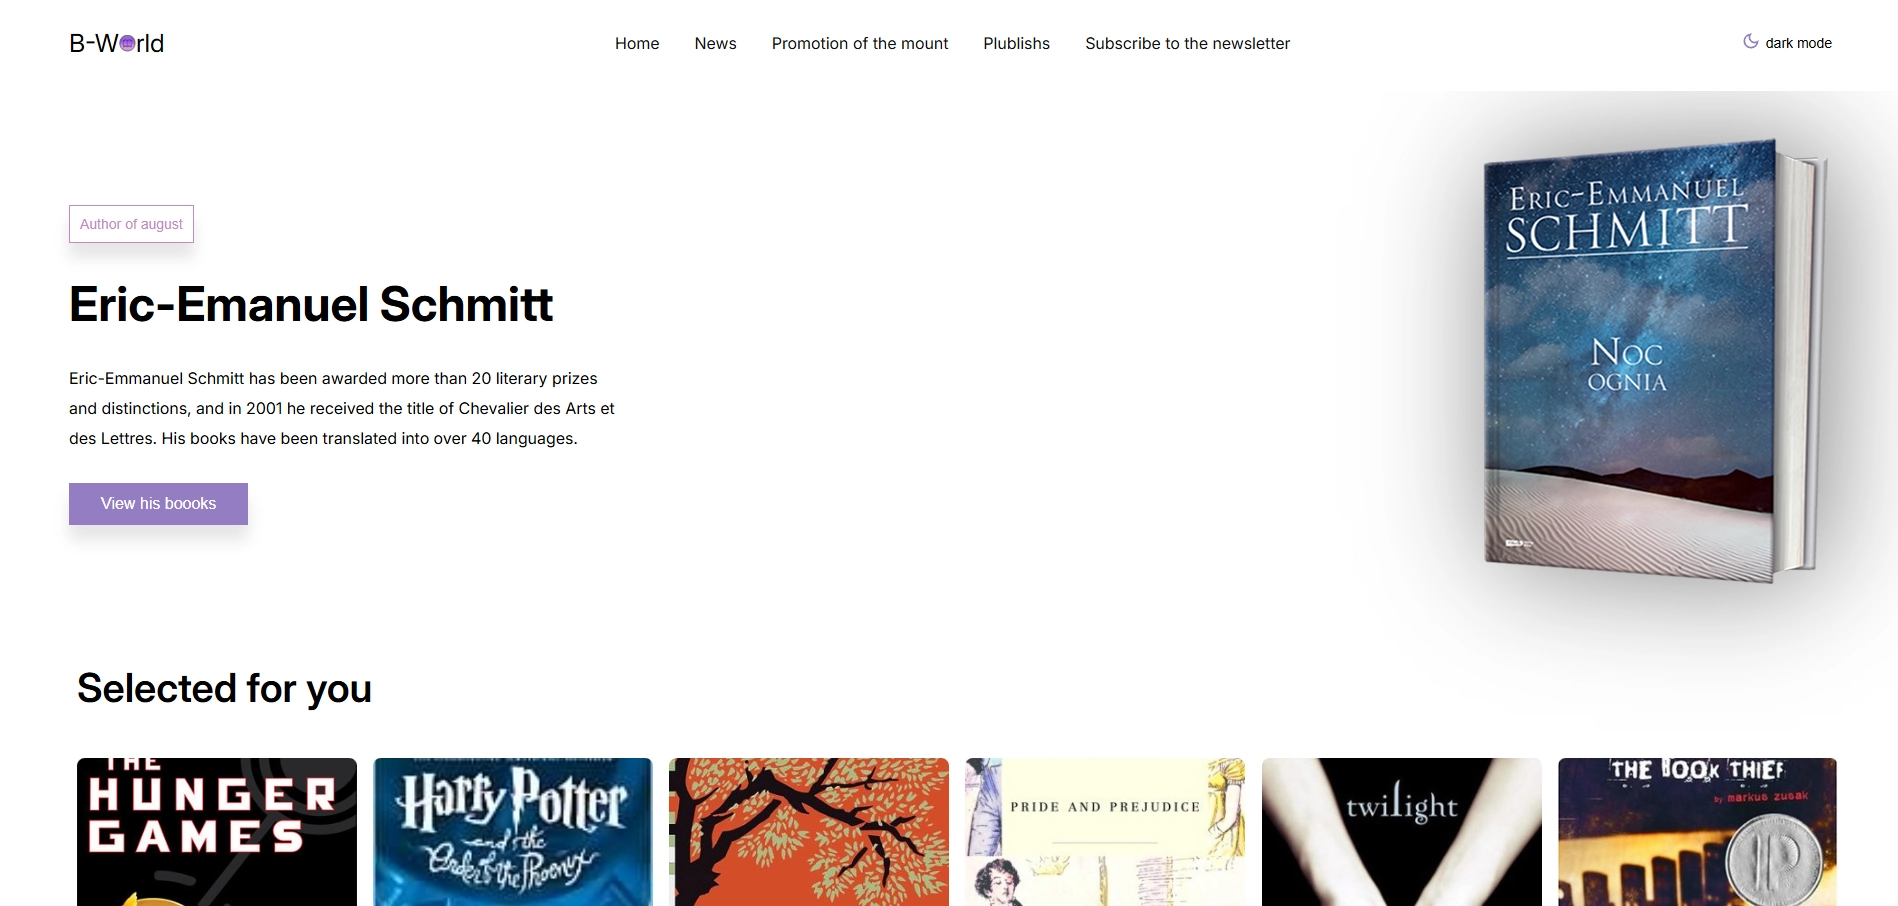 B-World
Home
News
Promotion of the mount
Plublishs
Subscribe to the newsletter
dark mode
Author of august
Eric-Emanuel Schmitt
Eric-Emmanuel Schmitt has been awarded more than 20 literary prizes
and distinctions, and in 2001 he received the title of Chevalier des Arts et
des Lettres. His books have been translated into over 40 languages.
View his boooks
ERIC-EMMANUEL
SCHMITT
NOC
OGNIA
Selected for you
THE
HUNGER
GAMES
Harry Potter
and the
Order of the Phoenix
PRIDE AND PREJUDICE
twilight
THE BOOK THIEF
by markus zusak